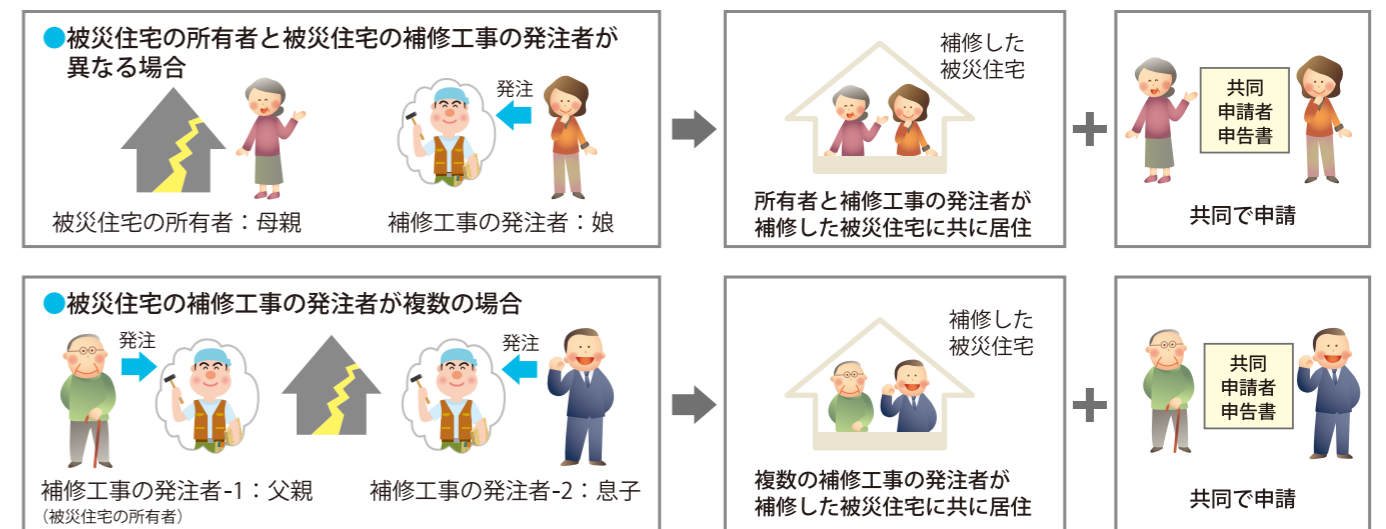 ●被災住宅の所有者と被災住宅の補修工事の発注者が
異なる場合
発注
被災住宅の所有者：母親
補修工事の発注者：娘
補修した
被災住宅
所有者と補修工事の発注者が
補修した被災住宅に共に居住
共同
申請者
申告書
共同で申請
●被災住宅の補修工事の発注者が複数の場合
発注
発注
補修工事の発注者-1：父親
（被災住宅の所有者）
補修工事の発注者-2：息子
補修した
被災住宅
複数の補修工事の発注者が
補修した被災住宅に共に居住
共同
申請者
申告書
共同で申請